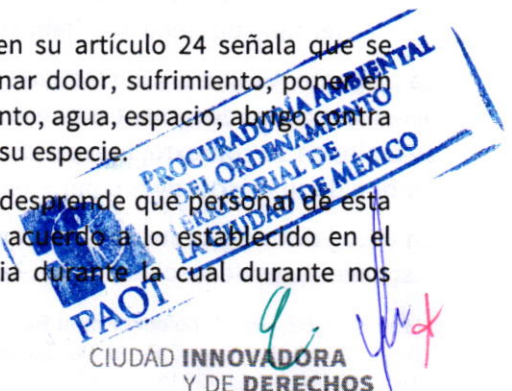 en su artículo 24 señala que se
nar dolor, sufrimiento, poner en
nto, agua, espacio, abrigo contra
su especie.
desprende que personal de esta
acuerdo a lo establecido en el
ia durante la cual durante nos
PROCURADURÍA AMBIENTAL
DEL ORDENAMIENTO
TERRITORIAL DE
LA CIUDAD DE MÉXICO
PAOT
CIUDAD INNOVADORA
Y DE DERECHOS